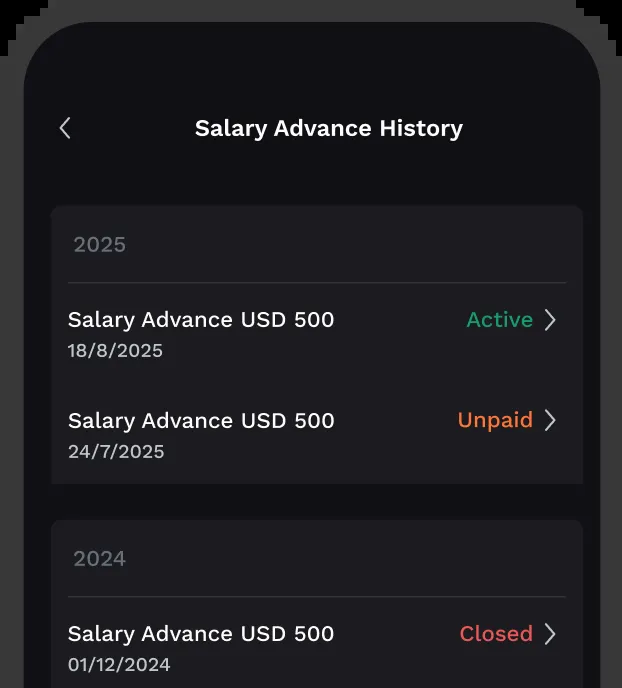 Salary Advance History
2025
Salary Advance USD 500 Active
18/8/2025
Salary Advance USD 500 Unpaid
24/7/2025
2024
Salary Advance USD 500 Closed
01/12/2024